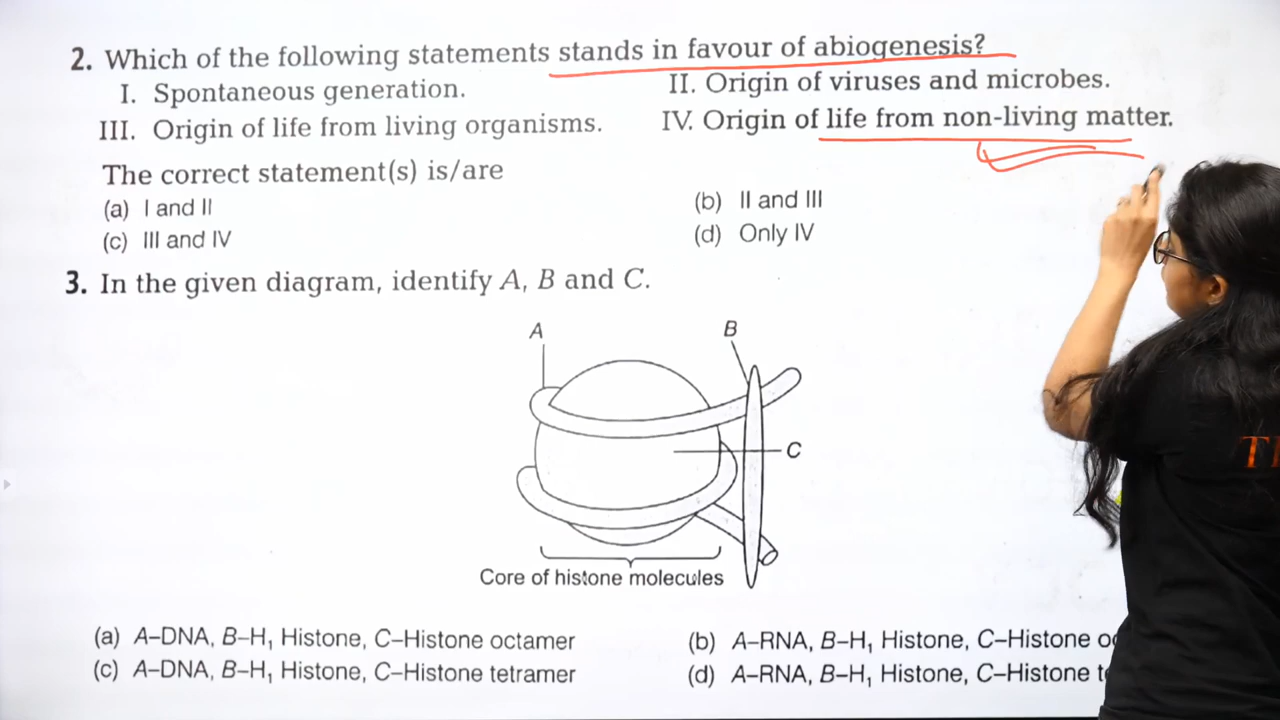 2. Which of the following statements stands in favour of abiogenesis?
I. Spontaneous generation. II. Origin of viruses and microbes.
III. Origin of life from living organisms. IV. Origin of life from non-living matter.
The correct statement(s) is/are
(a) I and II (b) II and III
(c) III and IV (d) Only IV
3. In the given diagram, identify A, B and C.
A B
C
Core of histone molecules
(a) A–DNA, B–H₁ Histone, C–Histone octamer (b) A–RNA, B–H₁ Histone, C–Histone
(c) A–DNA, B–H₁ Histone, C–Histone tetramer (d) A–RNA, B–H₁ Histone, C–Histone